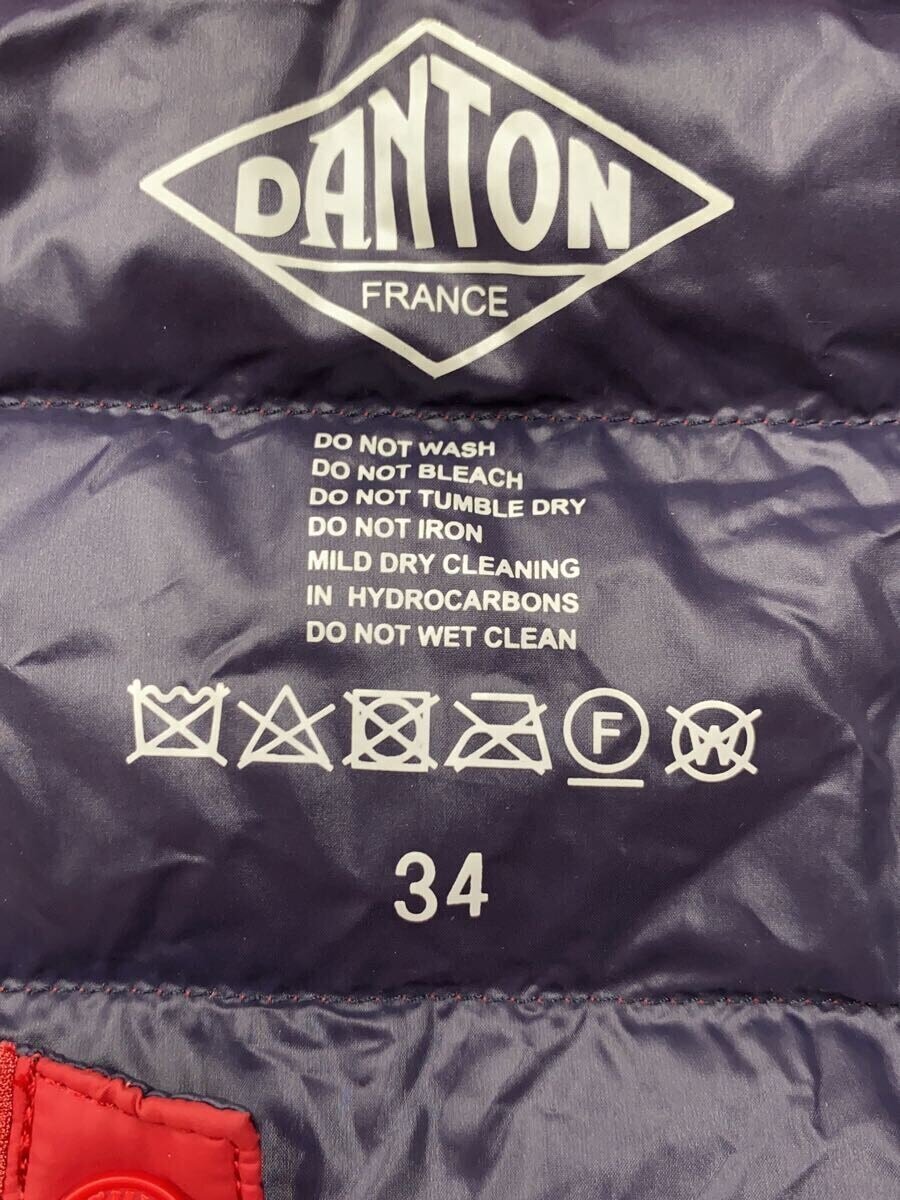 DANTON
FRANCE
DO NOT WASH
DO NOT BLEACH
DO NOT TUMBLE DRY
DO NOT IRON
MILD DRY CLEANING
IN HYDROCARBONS
DO NOT WET CLEAN
F W
34